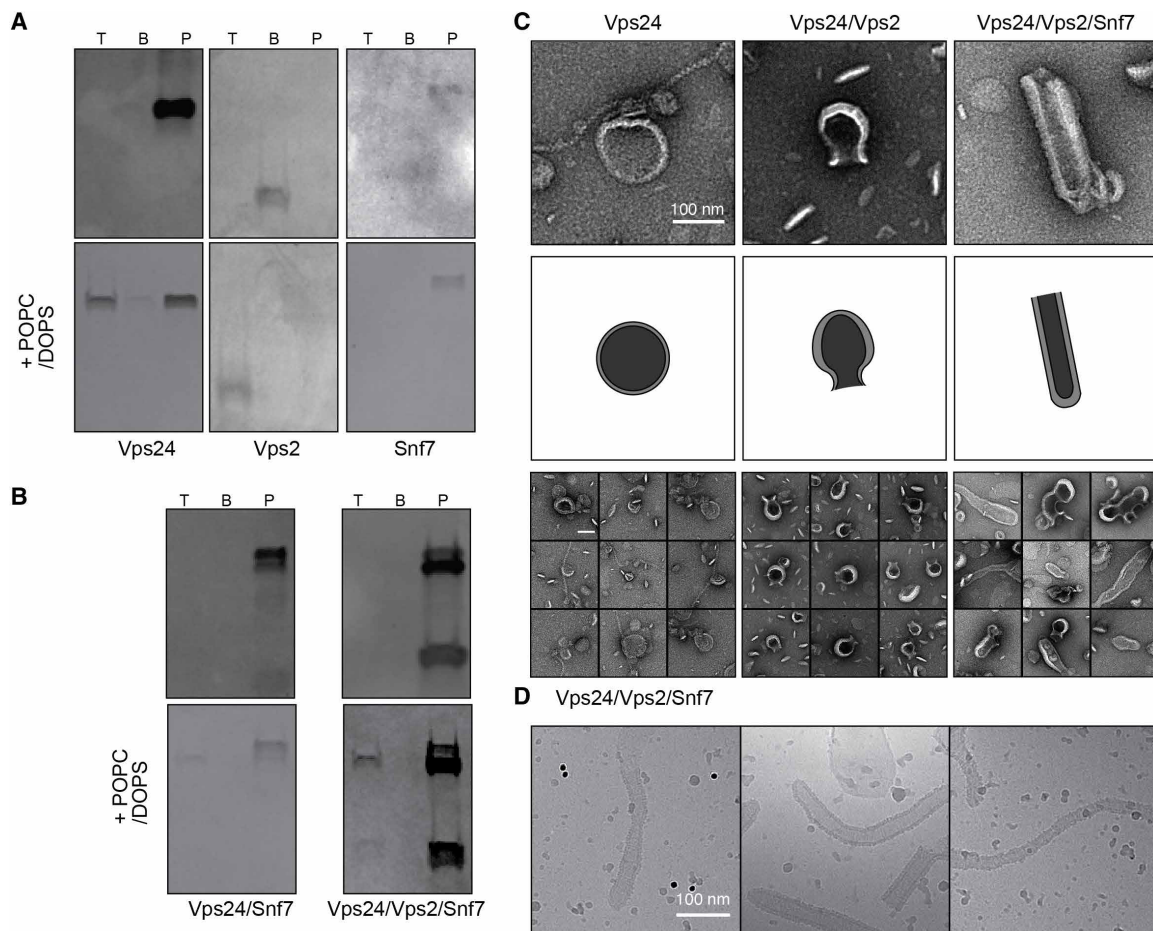 A
T B P
T B P
T B P
+ POPC
/DOPS
Vps24
Vps2
Snf7
B
T B P
T B P
+ POPC
/DOPS
Vps24/Snf7
Vps24/Vps2/Snf7
C
Vps24
Vps24/Vps2
Vps24/Vps2/Snf7
100 nm
D
Vps24/Vps2/Snf7
100 nm